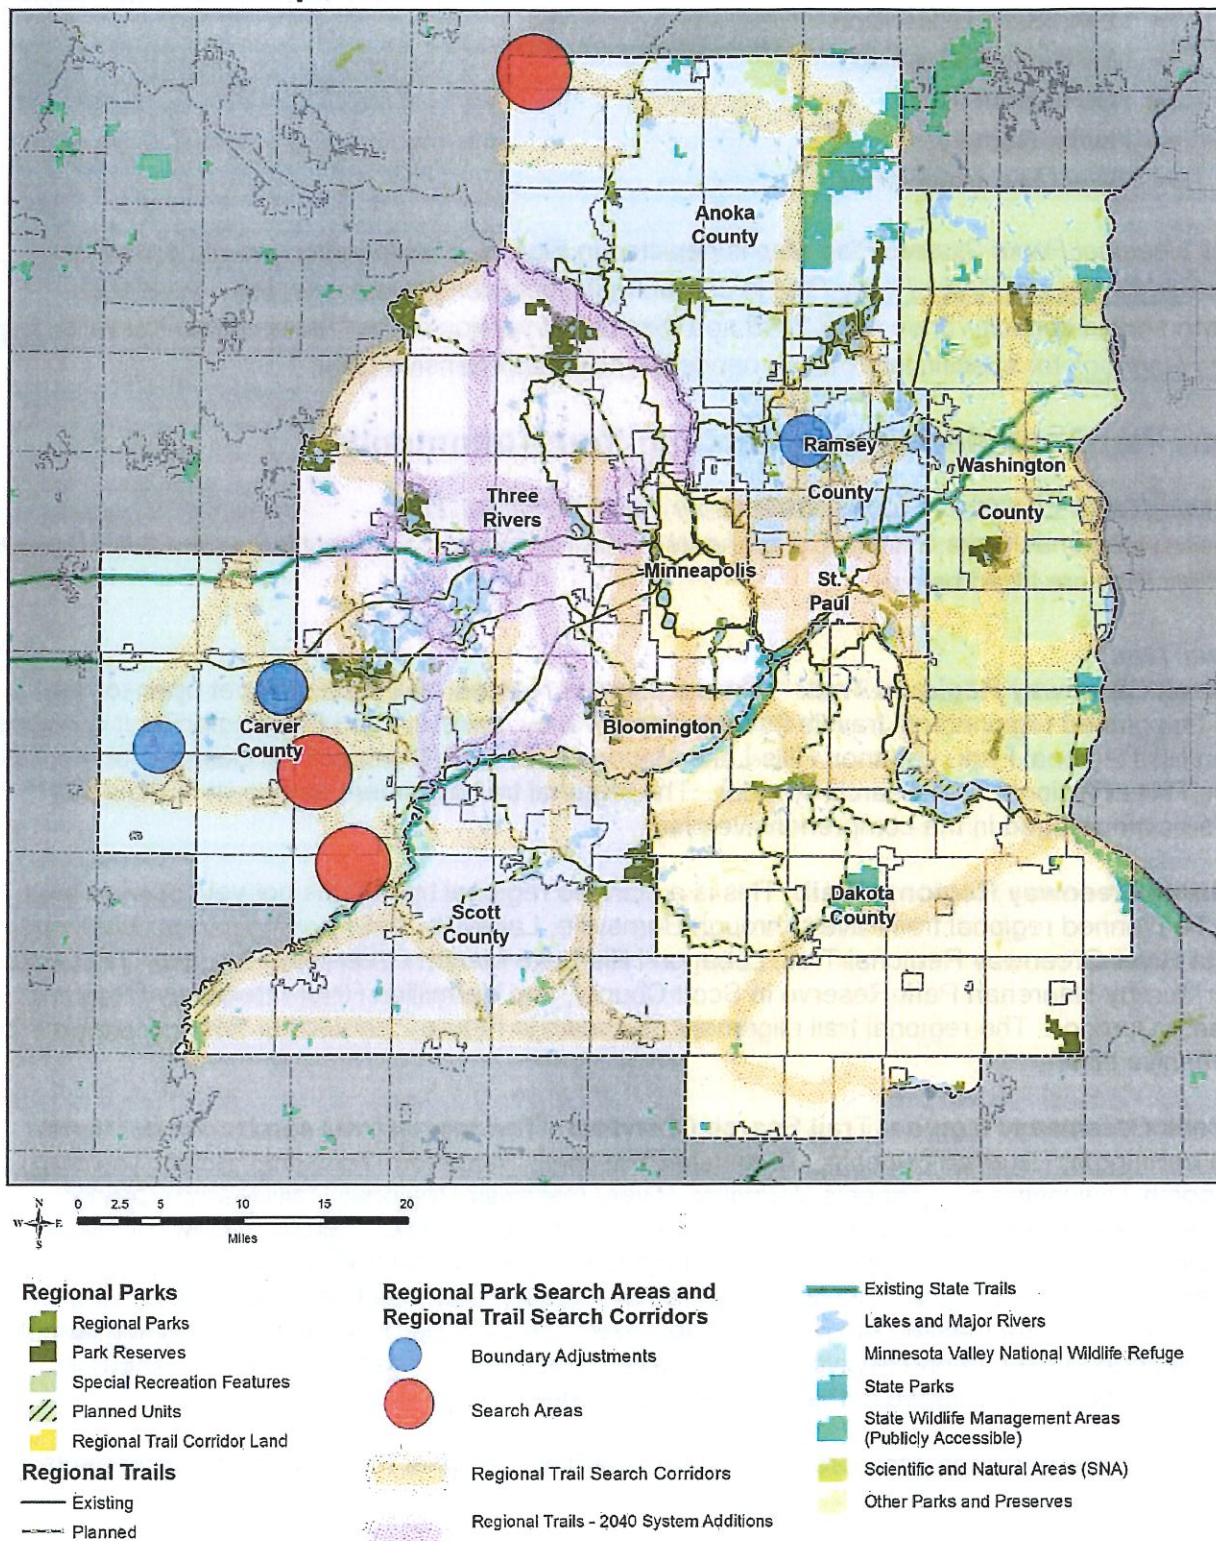 Anoka
County
Ramsey
County
Washington
County
Three
Rivers
Minneapolis
St.
Paul
Bloomington
Carver
County
Scott
County
Dakota
County
N
W E
S
0 2.5 5 10 15 20
Miles
Regional Parks
Regional Parks
Park Reserves
Special Recreation Features
Planned Units
Regional Trail Corridor Land
Regional Trails
Existing
Planned
Regional Park Search Areas and
Regional Trail Search Corridors
Boundary Adjustments
Search Areas
Regional Trail Search Corridors
Regional Trails - 2040 System Additions
Existing State Trails
Lakes and Major Rivers
Minnesota Valley National Wildlife Refuge
State Parks
State Wildlife Management Areas
(Publicly Accessible)
Scientific and Natural Areas (SNA)
Other Parks and Preserves